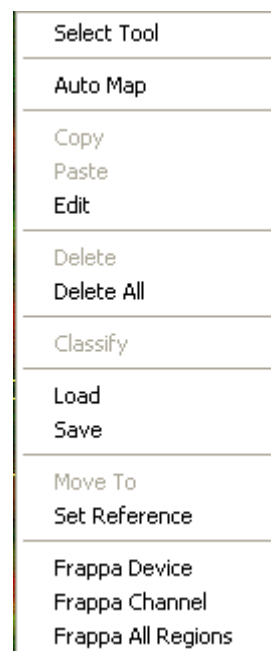 Select Tool
Auto Map
Copy
Paste
Edit
Delete
Delete All
Classify
Load
Save
Move To
Set Reference
Frappa Device
Frappa Channel
Frappa All Regions